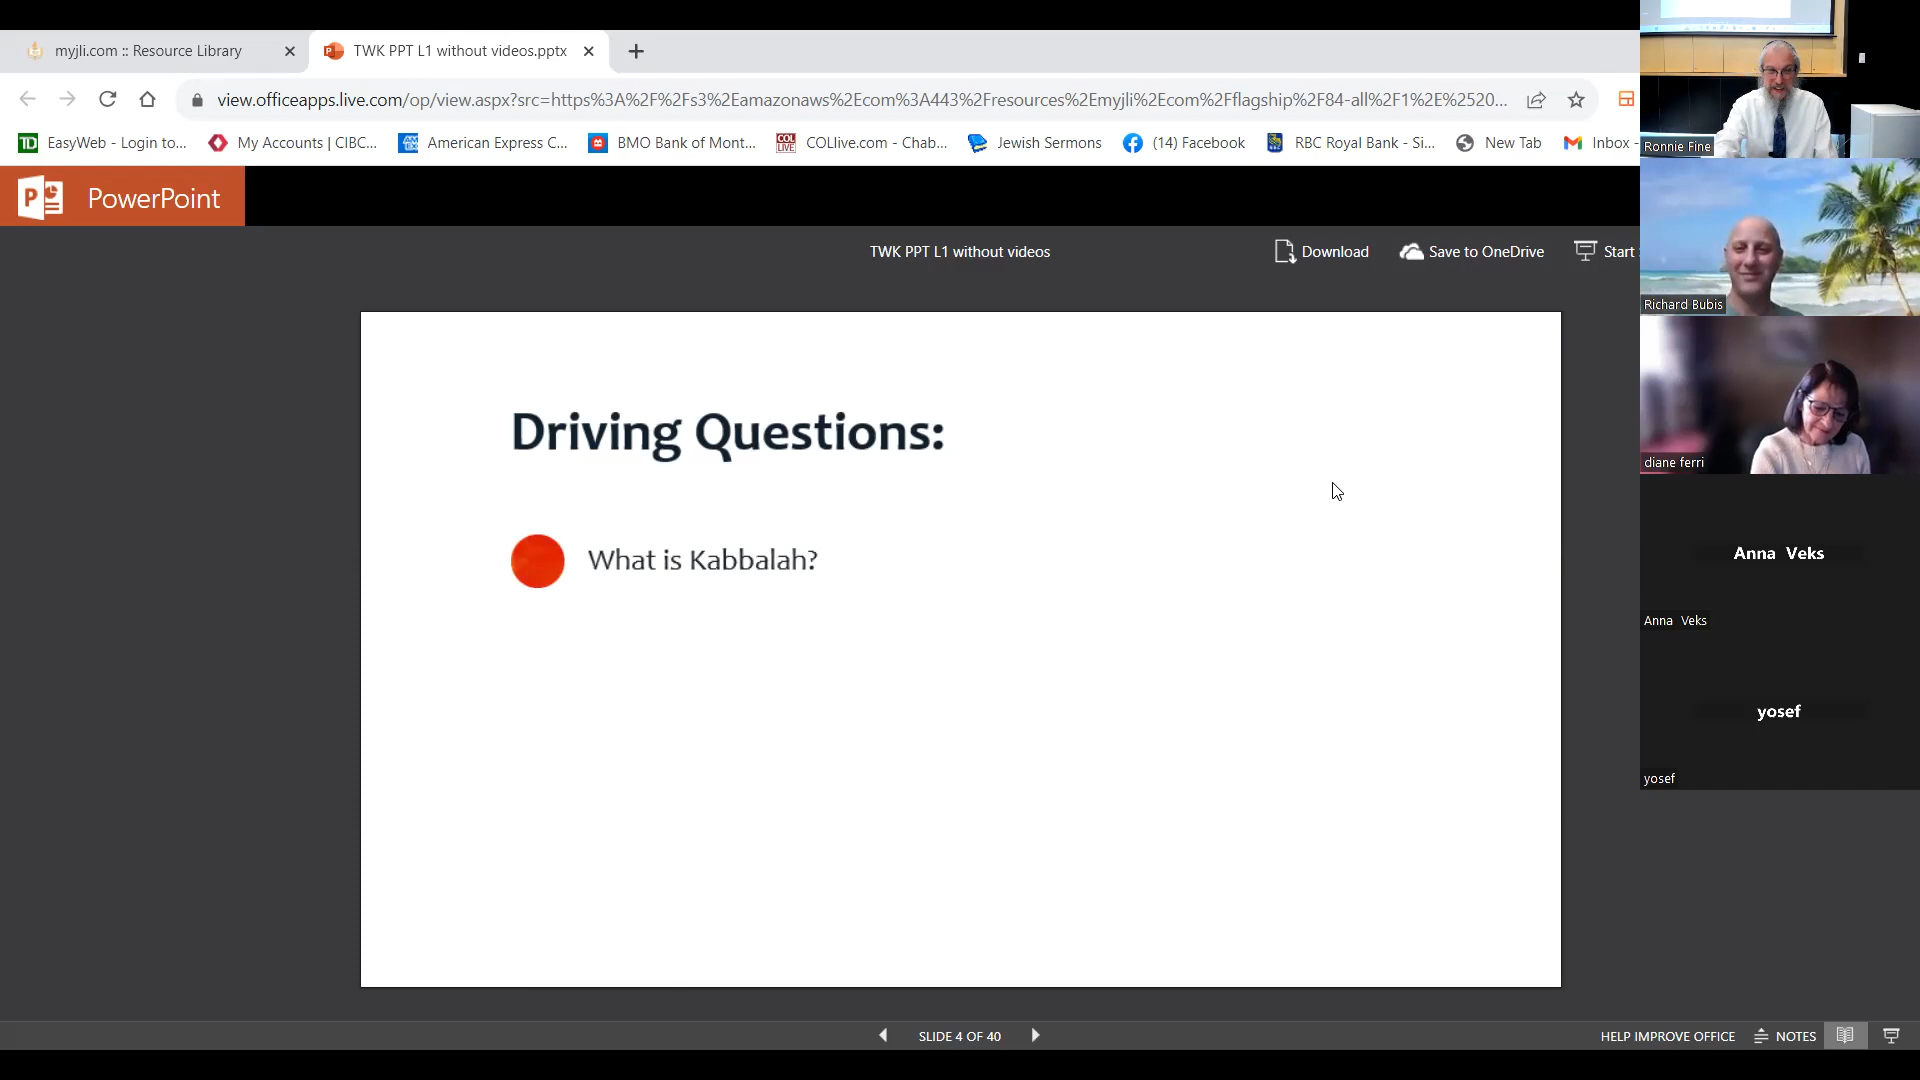 myjli.com :: Resource Library
TWK PPT L1 without videos.pptx
view.officeapps.live.com/op/view.aspx?src=https%3A%2F%2Fs3%2Eamazonaws%2Ecom%3A443%2Fresources%2Emyjli%2Ecom%2Fflagship%2F84-all%2F1%2E%2520...
EasyWeb - Login to...
My Accounts | CIBC...
American Express C...
BMO Bank of Mont...
COLlive.com - Chab...
Jewish Sermons
(14) Facebook
RBC Royal Bank - Si...
New Tab
Inbox -
PowerPoint
TWK PPT L1 without videos
Download
Save to OneDrive
Start
Driving Questions:
What is Kabbalah?
SLIDE 4 OF 40
HELP IMPROVE OFFICE
NOTES
Ronnie Fine
Richard Bubis
diane ferri
Anna Veks
Anna Veks
yosef
yosef